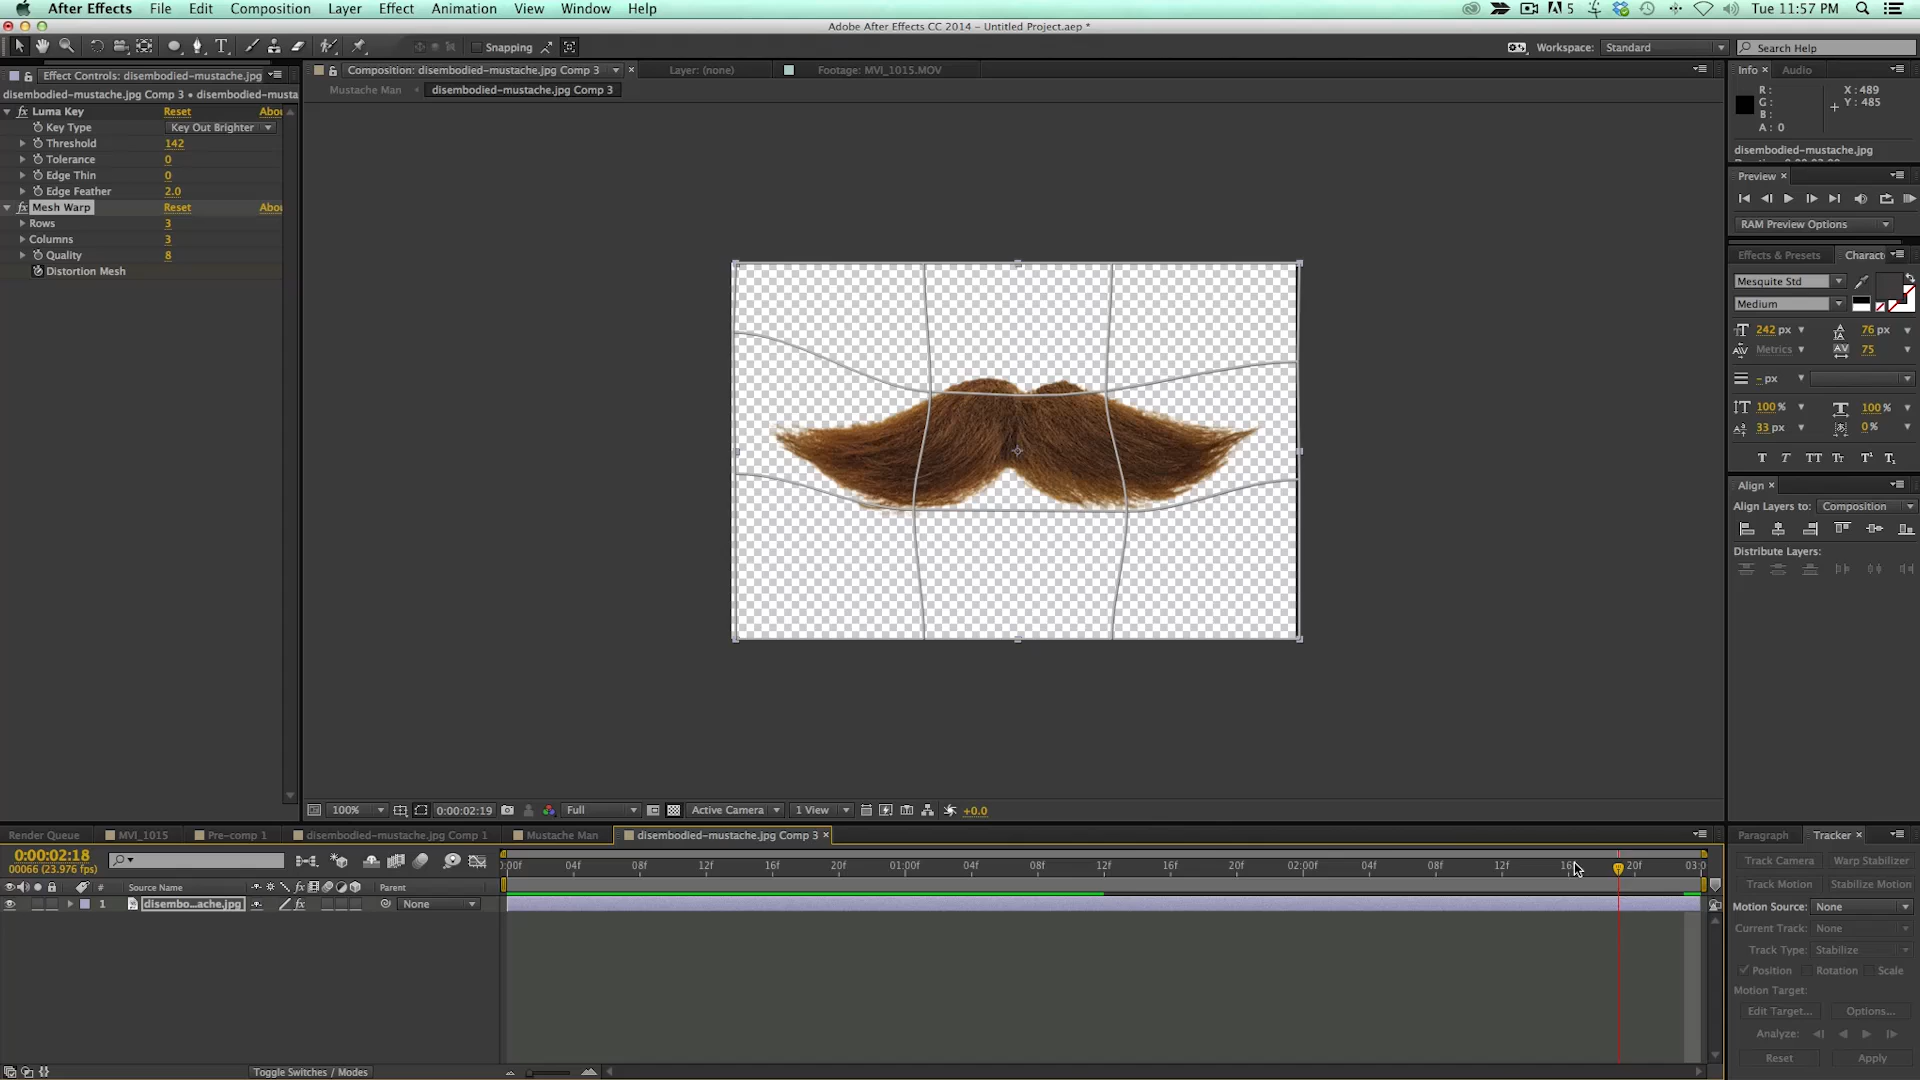 After Effects File Edit Composition Layer Effect Animation View Window Help 5 Tue 11:57 PM
Adobe After Effects CC 2014 – Untitled Project.aep *
Snapping Workspace: Standard Search Help
Effect Controls: disembodied-mustache.jpg
disembodied-mustache.jpg Comp 3 • disembodied-musta
Luma Key Reset Abou
Key Type Key Out Brighter
Threshold 142
Tolerance 0
Edge Thin 0
Edge Feather 2.0
Mesh Warp Reset Abou
Rows 3
Columns 3
Quality 8
Distortion Mesh
Composition: disembodied-mustache.jpg Comp 3 Layer: (none) Footage: MVI_1015.MOV
Mustache Man disembodied-mustache.jpg Comp 3
100% 0:00:02:19 Full Active Camera 1 View +0.0
Info Audio
R: X: 489
G: Y: 485
B:
A: 0
disembodied-mustache.jpg
Preview
RAM Preview Options
Effects & Presets Charact
Mesquite Std
Medium
242 px 76 px
Metrics 75
- px
100 % 100 %
33 px 0 %
Align
Align Layers to: Composition
Distribute Layers:
Render Queue MVI_1015 Pre-comp 1 disembodied-mustache.jpg Comp 1 Mustache Man disembodied-mustache.jpg Comp 3
0:00:02:18
00066 (23.976 fps)
# Source Name Parent
1 disembo...ache.jpg None
:00f 04f 08f 12f 16f 20f 01:00f 04f 08f 12f 16f 20f 02:00f 04f 08f 12f 16f 20f 03:0
Toggle Switches / Modes
Paragraph Tracker
Track Camera Warp Stabilizer
Track Motion Stabilize Motion
Motion Source: None
Current Track: None
Track Type: Stabilize
Position Rotation Scale
Motion Target:
Edit Target... Options...
Analyze:
Reset Apply